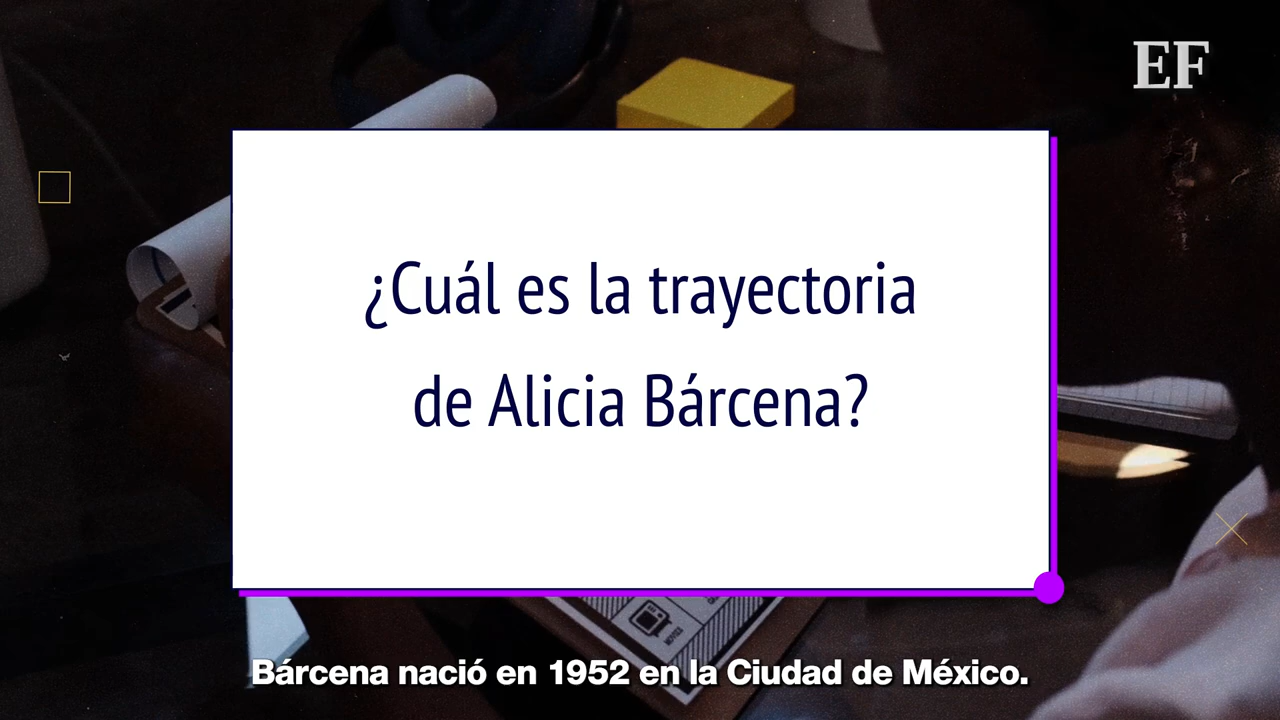 EF
¿Cuál es la trayectoria
de Alicia Bárcena?
Bárcena nació en 1952 en la Ciudad de México.